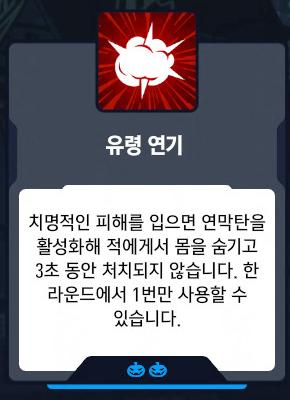 유령 연기
치명적인 피해를 입으면 연막탄을
활성화해 적에게서 몸을 숨기고
3초 동안 처치되지 않습니다. 한
라운드에서 1번만 사용할 수
있습니다.